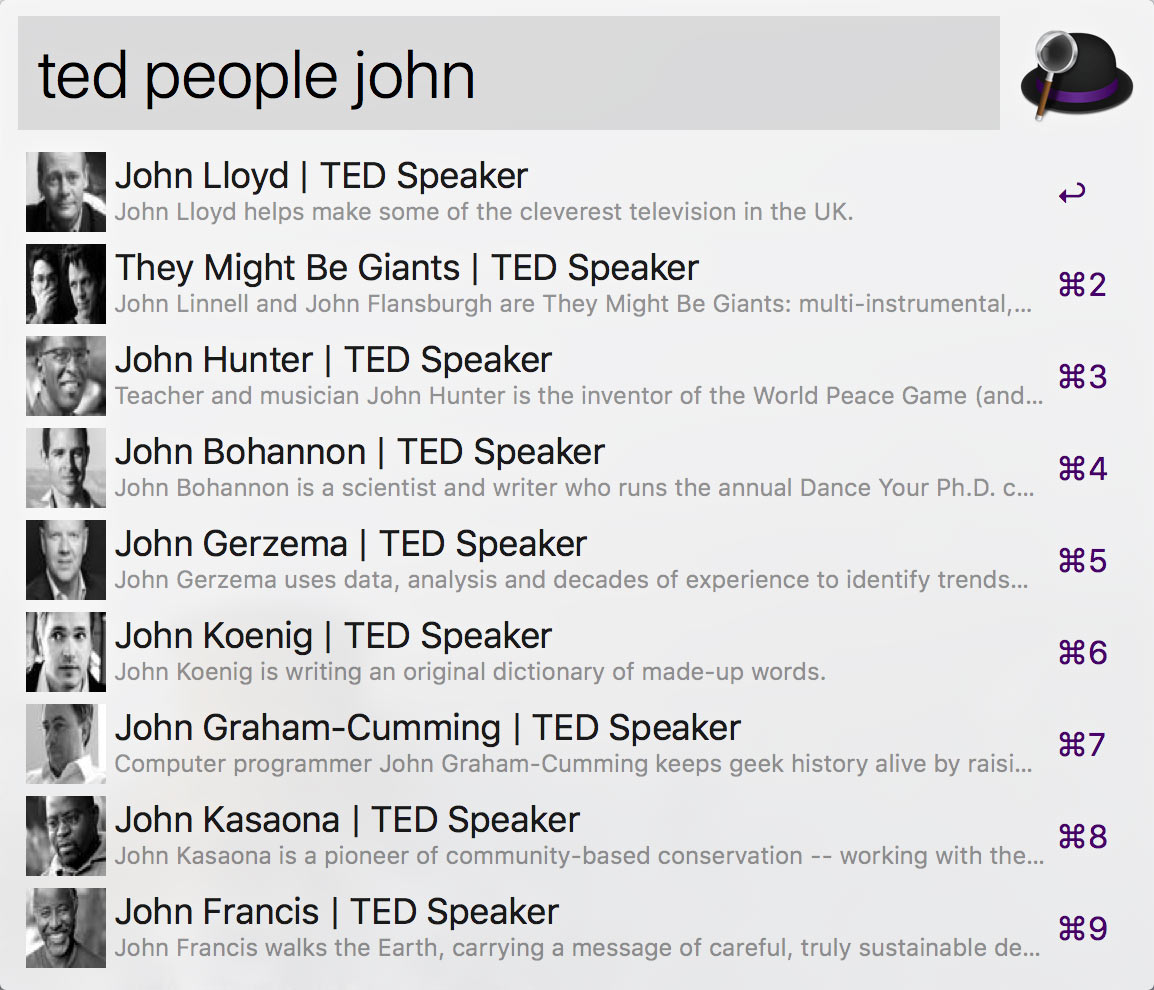 ted people john
John Lloyd | TED Speaker
John Lloyd helps make some of the cleverest television in the UK.
↩
They Might Be Giants | TED Speaker
John Linnell and John Flansburgh are They Might Be Giants: multi-instrumental,...
⌘2
John Hunter | TED Speaker
Teacher and musician John Hunter is the inventor of the World Peace Game (and...
⌘3
John Bohannon | TED Speaker
John Bohannon is a scientist and writer who runs the annual Dance Your Ph.D. c...
⌘4
John Gerzema | TED Speaker
John Gerzema uses data, analysis and decades of experience to identify trends...
⌘5
John Koenig | TED Speaker
John Koenig is writing an original dictionary of made-up words.
⌘6
John Graham-Cumming | TED Speaker
Computer programmer John Graham-Cumming keeps geek history alive by raisi...
⌘7
John Kasaona | TED Speaker
John Kasaona is a pioneer of community-based conservation -- working with the...
⌘8
John Francis | TED Speaker
John Francis walks the Earth, carrying a message of careful, truly sustainable de...
⌘9